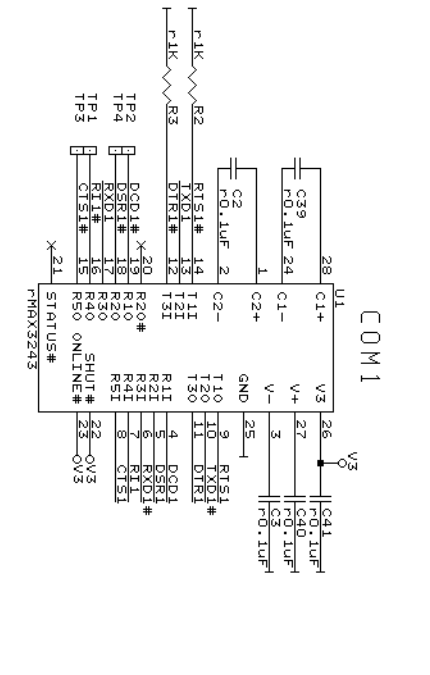 COM1
V3
U1
28 C1+ V3 26 C41
C39 r0.1uF
r0.1uF 24 C1- V+ 27 C40
r0.1uF
1 C2+ V- 3 C3
r0.1uF
GND 25
C2
r0.1uF 2 C2- T1O 9 RTS1
r1K R2 RTS1# 14 T1I T2O 10 TXD1#
TXD1 13 T2I T3O 11 DTR1
r1K R3 DTR1# 12 T3I R1I 4 DCD1
20 R2O# R2I 5 DSR1
TP2 DCD1# 19 R1O R3I 6 RXD1#
TP4 DSR1# 18 R2O R4I 7 RI1
RXD1 17 R3O R5I 8 CTS1
TP1 RI1# 16 R4O SHUT# 22 V3
TP3 CTS1# 15 R5O ONLINE# 23 V3
21 STATUS#
rMAX3243